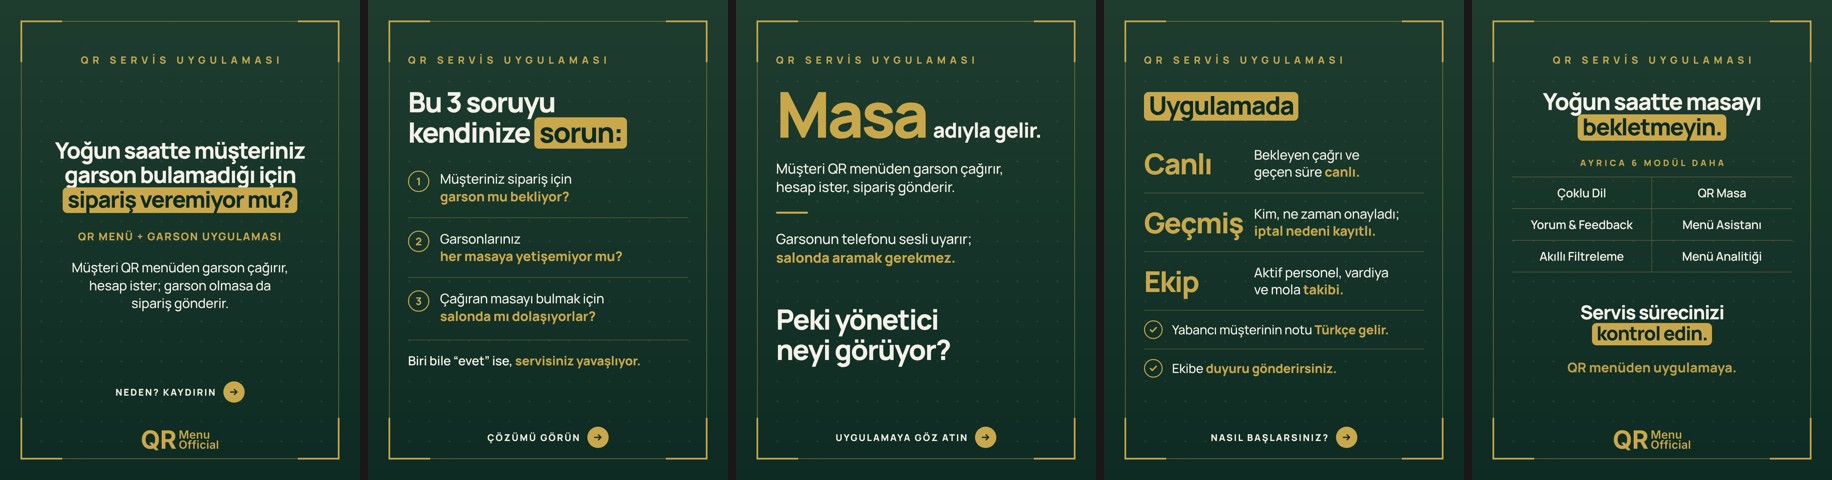 QR SERVİS UYGULAMASI
Yoğun saatte müşteriniz
garson bulamadığı için
sipariş veremiyor mu?
QR MENÜ + GARSON UYGULAMASI
Müşteri QR menüden garson çağırır,
hesap ister; garson olmasa da
sipariş gönderir.
NEDEN? KAYDIRIN
QR Menu
Official
QR SERVİS UYGULAMASI
Bu 3 soruyu
kendinize sorun:
1 Müşteriniz sipariş için
garson mu bekliyor?
2 Garsonlarınız
her masaya yetişemiyor mu?
3 Çağıran masayı bulmak için
salonda mı dolaşıyorlar?
Biri bile “evet” ise, servisiniz yavaşlıyor.
ÇÖZÜMÜ GÖRÜN
QR SERVİS UYGULAMASI
Masa adıyla gelir.
Müşteri QR menüden garson çağırır,
hesap ister, sipariş gönderir.
Garsonun telefonu sesli uyarır;
salonda aramak gerekmez.
Peki yönetici
neyi görüyor?
UYGULAMAYA GÖZ ATIN
QR SERVİS UYGULAMASI
Uygulamada
Canlı
Bekleyen çağrı ve
geçen süre canlı.
Geçmiş
Kim, ne zaman onayladı;
iptal nedeni kayıtlı.
Ekip
Aktif personel, vardiya
ve mola takibi.
Yabancı müşterinin notu Türkçe gelir.
Ekibe duyuru gönderirsiniz.
NASIL BAŞLARSINIZ?
QR SERVİS UYGULAMASI
Yoğun saatte masayı
bekletmeyin.
AYRICA 6 MODÜL DAHA
Çoklu Dil
QR Masa
Yorum & Feedback
Menü Asistanı
Akıllı Filtreleme
Menü Analitiği
Servis sürecinizi
kontrol edin.
QR menüden uygulamaya.
QR Menu
Official